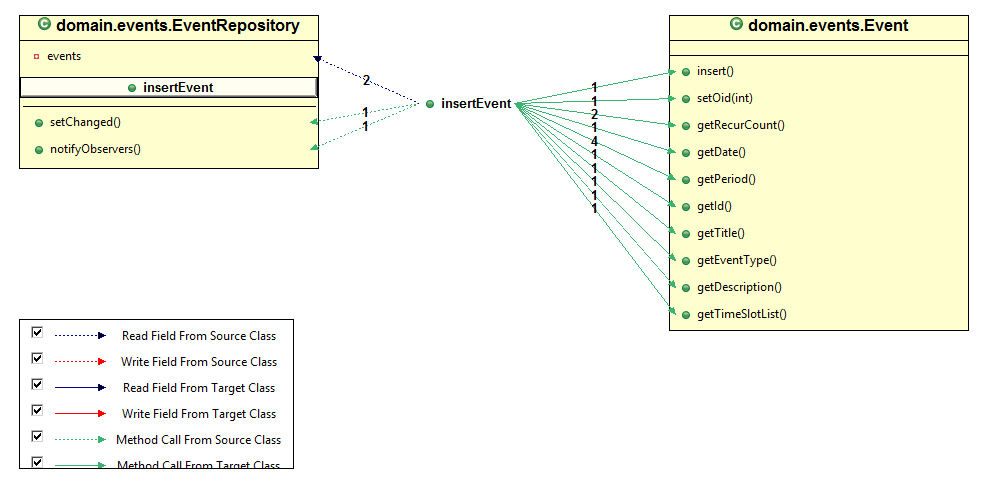 C domain.events.EventRepository
events
insertEvent
setChanged()
notifyObservers()
2
1
1
insertEvent
1
1
2
1
4
1
1
1
1
C domain.events.Event
insert()
setOid(int)
getRecurCount()
getDate()
getPeriod()
getId()
getTitle()
getEventType()
getDescription()
getTimeSlotList()
Read Field From Source Class
Write Field From Source Class
Read Field From Target Class
Write Field From Target Class
Method Call From Source Class
Method Call From Target Class